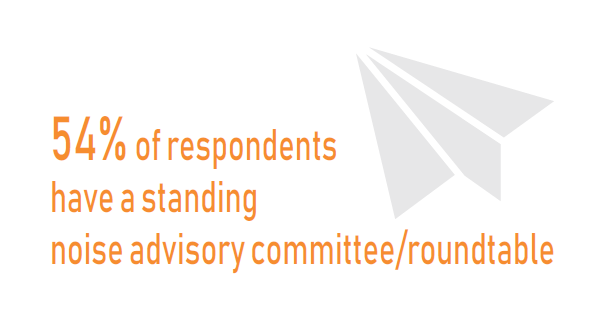 54% of respondents
have a standing
noise advisory committee/roundtable